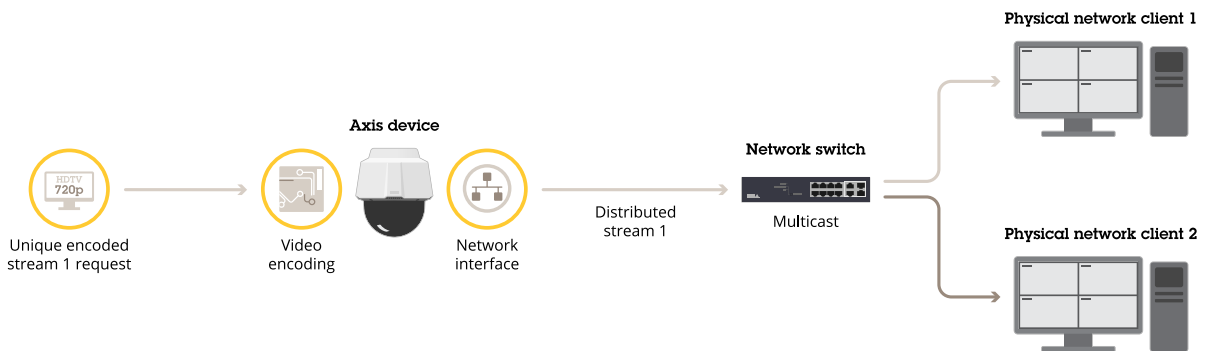 Physical network client 1
Axis device
Network switch
HDTV
720p
Distributed
stream 1
Multicast
Unique encoded
stream 1 request
Video
encoding
Network
interface
Physical network client 2